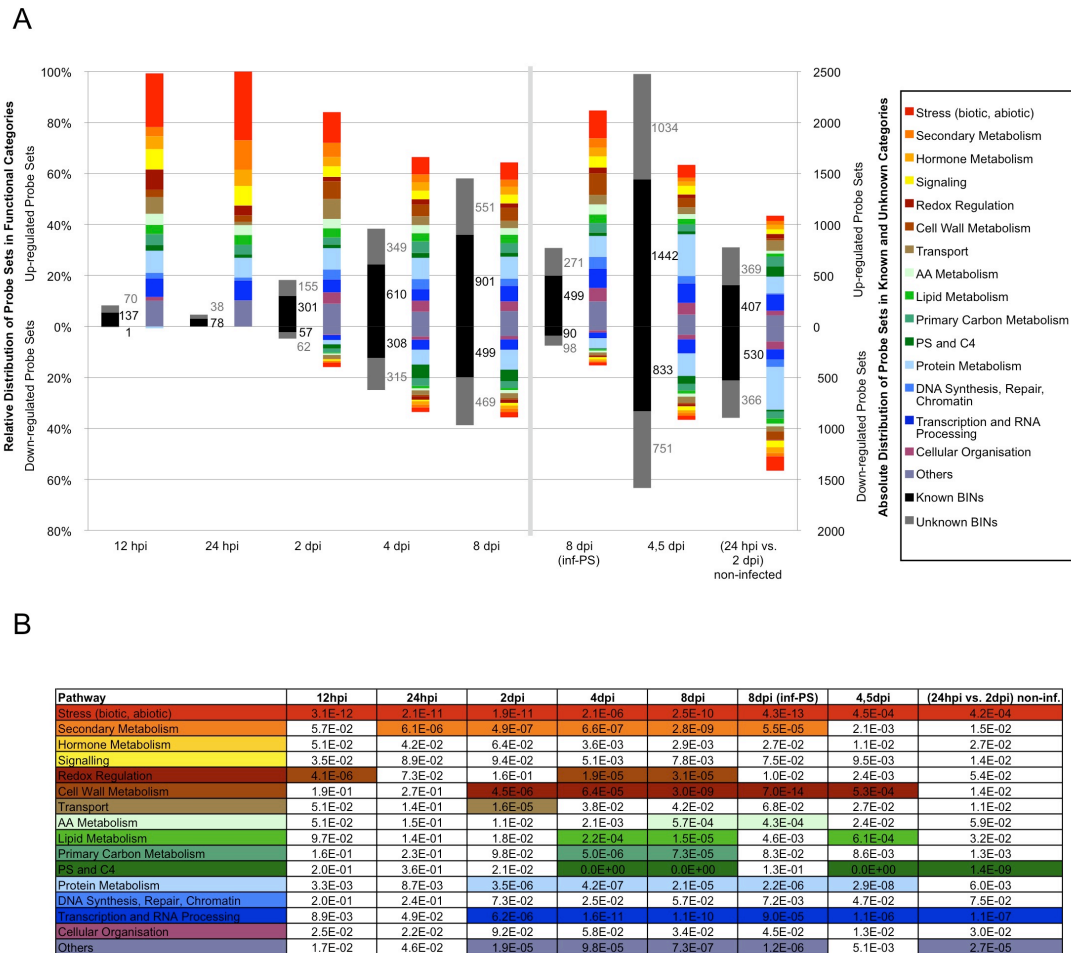 A
Relative Distribution of Probe Sets in Functional Categories
Down-regulated Probe Sets Up-regulated Probe Sets
100%
80%
60%
40%
20%
0%
20%
40%
60%
80%
70
137
1
38
78
155
301
57
62
349
610
308
315
551
901
499
469
271
499
90
98
1034
1442
833
751
369
407
530
366
12 hpi 24 hpi 2 dpi 4 dpi 8 dpi 8 dpi (inf-PS) 4,5 dpi (24 hpi vs. 2 dpi) non-infected
2500
2000
1500
1000
500
0
500
1000
1500
2000
Down-regulated Probe Sets Up-regulated Probe Sets
Absolute Distribution of Probe Sets in Known and Unknown Categories
Stress (biotic, abiotic)
Secondary Metabolism
Hormone Metabolism
Signaling
Redox Regulation
Cell Wall Metabolism
Transport
AA Metabolism
Lipid Metabolism
Primary Carbon Metabolism
PS and C4
Protein Metabolism
DNA Synthesis, Repair,
Chromatin
Transcription and RNA
Processing
Cellular Organisation
Others
Known BINs
Unknown BINs
B
Pathway 12hpi 24hpi 2dpi 4dpi 8dpi 8dpi (inf-PS) 4,5dpi (24hpi vs. 2dpi) non-inf.
Stress (biotic, abiotic) 3.1E-12 2.1E-11 1.9E-11 2.1E-06 2.5E-10 4.3E-13 4.5E-04 4.2E-04
Secondary Metabolism 5.7E-02 6.1E-06 4.9E-07 6.6E-07 2.8E-09 5.5E-05 2.1E-03 1.5E-02
Hormone Metabolism 5.1E-02 4.2E-02 6.4E-02 3.6E-03 2.9E-03 2.7E-02 1.1E-02 2.7E-02
Signalling 3.5E-02 8.9E-02 9.4E-02 5.1E-03 7.8E-03 7.5E-02 9.5E-03 1.4E-02
Redox Regulation 4.1E-06 7.3E-02 1.6E-01 1.9E-05 3.1E-05 1.0E-02 2.4E-03 5.4E-02
Cell Wall Metabolism 1.9E-01 2.7E-01 4.5E-06 6.4E-05 3.0E-09 7.0E-14 5.3E-04 1.4E-02
Transport 5.1E-02 1.4E-01 1.6E-05 3.8E-02 4.2E-02 6.8E-02 2.7E-02 1.1E-02
AA Metabolism 5.1E-02 1.5E-01 1.1E-02 2.1E-03 5.7E-04 4.3E-04 2.4E-02 5.9E-02
Lipid Metabolism 9.7E-02 1.4E-01 1.8E-02 2.2E-04 1.5E-05 4.6E-03 6.1E-04 3.2E-02
Primary Carbon Metabolism 1.6E-01 2.3E-01 9.8E-02 5.0E-06 7.3E-05 8.3E-02 8.6E-03 1.3E-03
PS and C4 2.0E-01 3.6E-01 2.1E-02 0.0E+00 0.0E+00 1.3E-01 0.0E+00 1.4E-09
Protein Metabolism 3.3E-03 8.7E-03 3.5E-06 4.2E-07 2.1E-05 2.2E-06 2.9E-08 6.0E-03
DNA Synthesis, Repair, Chromatin 2.0E-01 2.4E-01 7.3E-02 2.5E-02 5.7E-02 7.2E-03 4.7E-02 7.5E-02
Transcription and RNA Processing 8.9E-03 4.9E-02 6.2E-06 1.6E-11 1.1E-10 9.0E-05 1.1E-06 1.1E-07
Cellular Organisation 2.5E-02 2.2E-02 9.2E-02 5.8E-02 3.4E-02 4.5E-02 1.3E-02 3.0E-02
Others 1.7E-02 4.6E-02 1.9E-05 9.8E-05 7.3E-07 1.2E-06 5.1E-03 2.7E-05